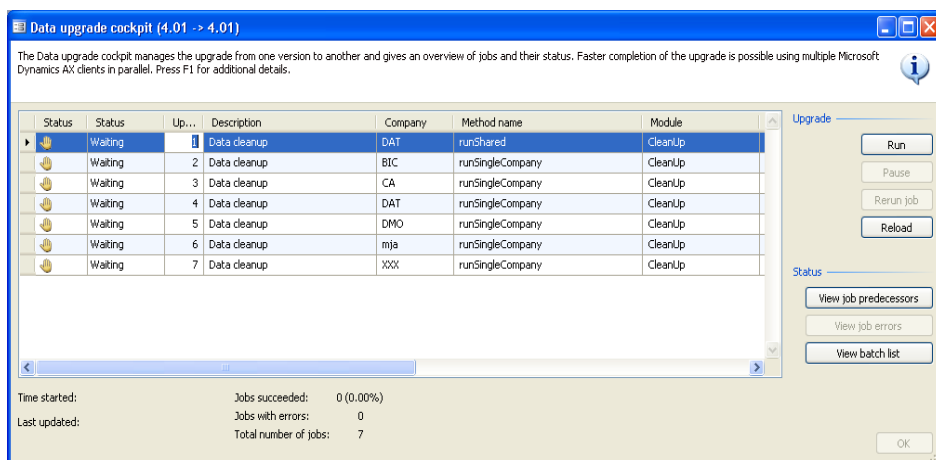 Data upgrade cockpit (4.01 -> 4.01)
The Data upgrade cockpit manages the upgrade from one version to another and gives an overview of jobs and their status. Faster completion of the upgrade is possible using multiple Microsoft
Dynamics AX clients in parallel. Press F1 for additional details.
Status Status Up... Description Company Method name Module
Waiting 1 Data cleanup DAT runShared CleanUp
Waiting 2 Data cleanup BIC runSingleCompany CleanUp
Waiting 3 Data cleanup CA runSingleCompany CleanUp
Waiting 4 Data cleanup DAT runSingleCompany CleanUp
Waiting 5 Data cleanup DMO runSingleCompany CleanUp
Waiting 6 Data cleanup mja runSingleCompany CleanUp
Waiting 7 Data cleanup XXX runSingleCompany CleanUp
Upgrade
Run
Pause
Rerun job
Reload
Status
View job predecessors
View job errors
View batch list
Time started:
Last updated:
Jobs succeeded: 0 (0.00%)
Jobs with errors: 0
Total number of jobs: 7
OK